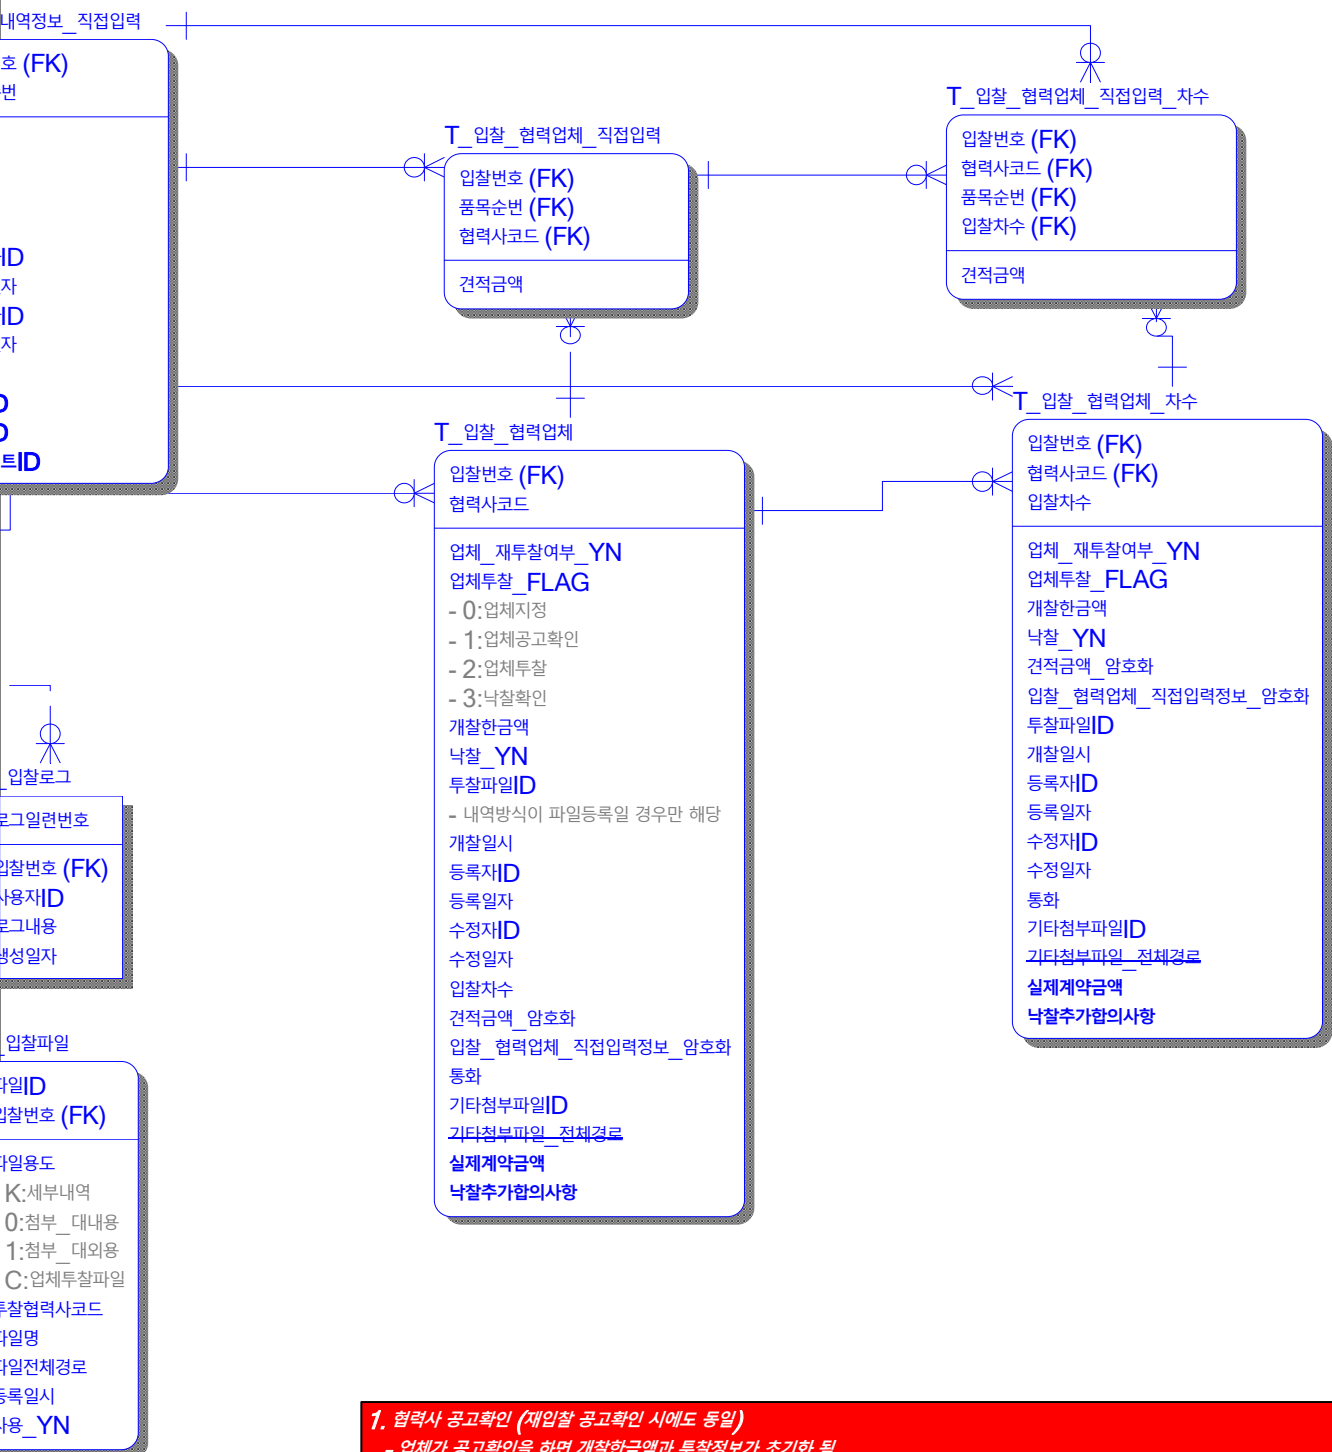 내역정보_직접입력
호 (FK)
번
ID
자
ID
자
D
D
트ID
T_입찰_협력업체_직접입력
입찰번호 (FK)
품목순번 (FK)
협력사코드 (FK)
견적금액
T_입찰_협력업체_직접입력_차수
입찰번호 (FK)
협력사코드 (FK)
품목순번 (FK)
입찰차수 (FK)
견적금액
T_입찰_협력업체
입찰번호 (FK)
협력사코드
업체_재투찰여부_YN
업체투찰_FLAG
- 0:업체지정
- 1:업체공고확인
- 2:업체투찰
- 3:낙찰확인
개찰한금액
낙찰_YN
투찰파일ID
- 내역방식이 파일등록일 경우만 해당
개찰일시
등록자ID
등록일자
수정자ID
수정일자
입찰차수
견적금액_암호화
입찰_협력업체_직접입력정보_암호화
통화
기타첨부파일ID
기타첨부파일_전체경로
실제계약금액
낙찰추가합의사항
T_입찰_협력업체_차수
입찰번호 (FK)
협력사코드 (FK)
입찰차수
업체_재투찰여부_YN
업체투찰_FLAG
개찰한금액
낙찰_YN
견적금액_암호화
입찰_협력업체_직접입력정보_암호화
투찰파일ID
개찰일시
등록자ID
등록일자
수정자ID
수정일자
통화
기타첨부파일ID
기타첨부파일_전체경로
실제계약금액
낙찰추가합의사항
_입찰로그
로그일련번호
입찰번호 (FK)
사용자ID
로그내용
생성일자
_입찰파일
파일ID
입찰번호 (FK)
파일용도
K:세부내역
0:첨부_대내용
1:첨부_대외용
C:업체투찰파일
투찰협력사코드
파일명
파일전체경로
등록일시
사용_YN
1. 협력사 공고확인 (재입찰 공고확인 시에도 동일)
- 업체가 공고확인을 하면 개찰한금액과 투찰정보가 초기화 됨